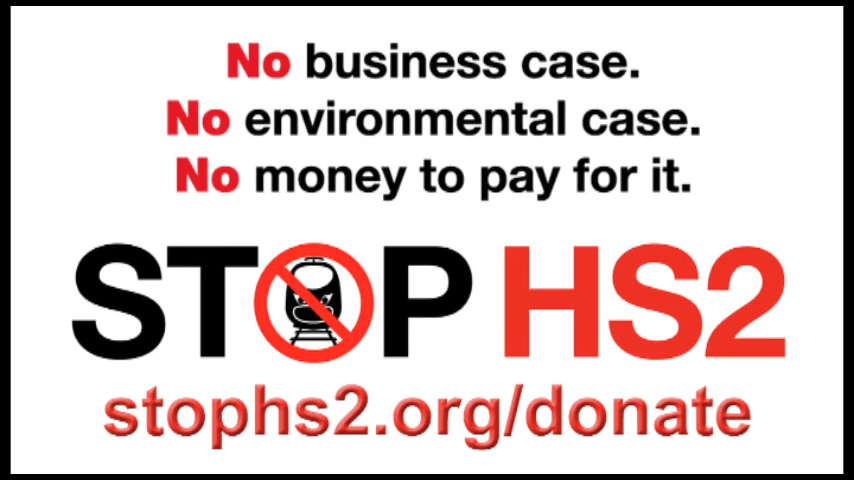 No business case.
No environmental case.
No money to pay for it.
STOP HS2
stophs2.org/donate